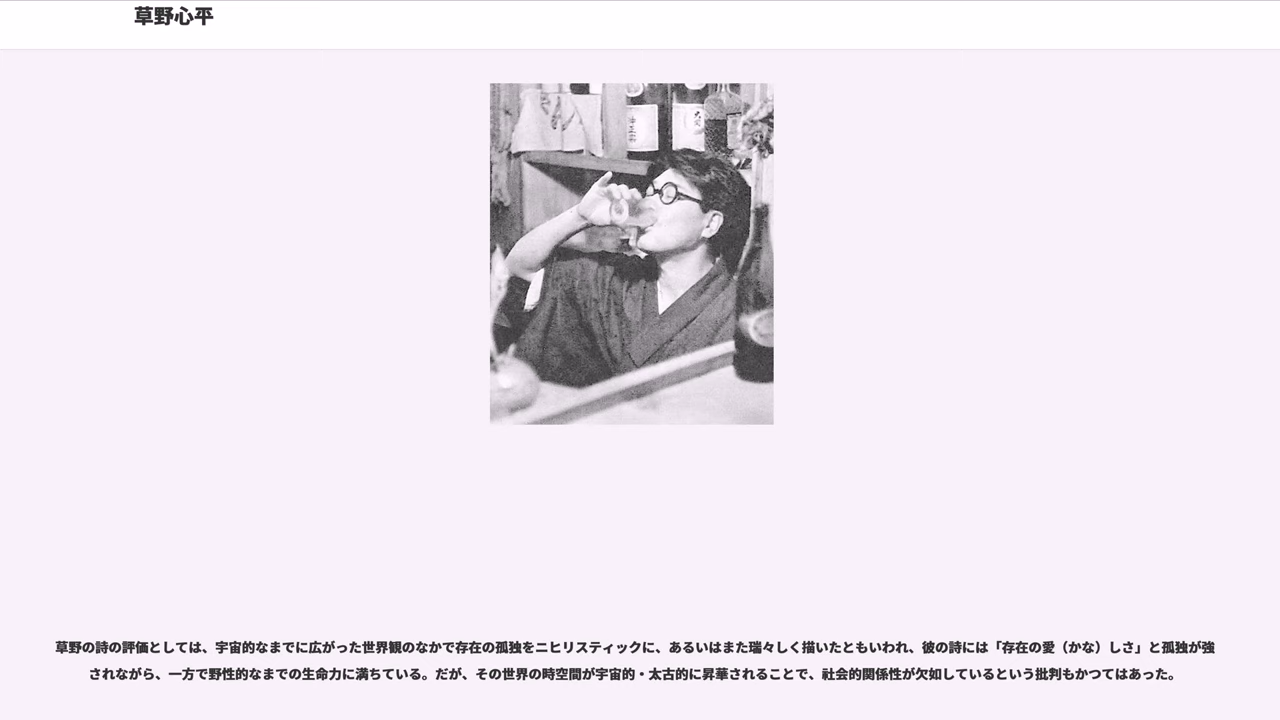 草野心平
草野の詩の評価としては、宇宙的なまでに広がった世界観のなかで存在の孤独をニヒリスティックに、あるいはまた瑞々しく描いたともいわれ、彼の詩には「存在の愛（かな）しさ」と孤独が強
されながら、一方で野性的なまでの生命力に満ちている。だが、その世界の時空間が宇宙的・太古的に昇華されることで、社会的関係性が欠如しているという批判もかつてはあった。